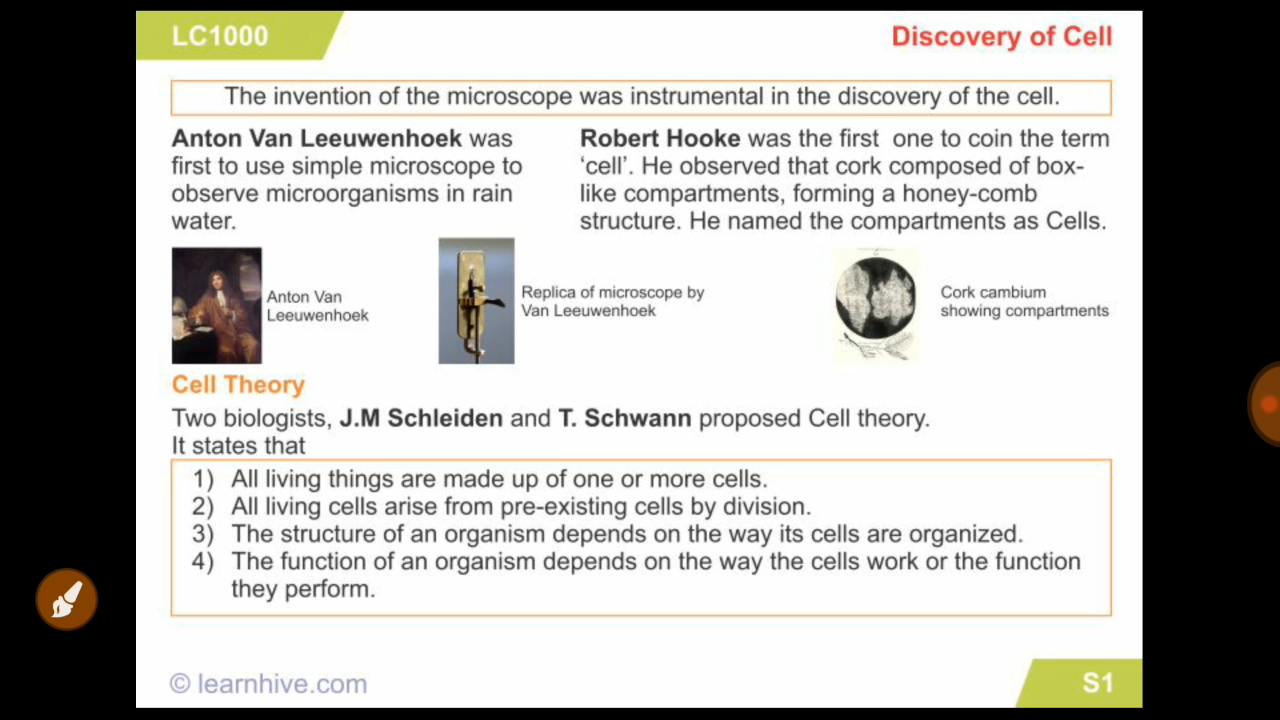 LC1000
Discovery of Cell
The invention of the microscope was instrumental in the discovery of the cell.
Anton Van Leeuwenhoek was
first to use simple microscope to
observe microorganisms in rain
water.
Robert Hooke was the first one to coin the term
‘cell’. He observed that cork composed of box-
like compartments, forming a honey-comb
structure. He named the compartments as Cells.
Anton Van
Leeuwenhoek
Replica of microscope by
Van Leeuwenhoek
Cork cambium
showing compartments
Cell Theory
Two biologists, J.M Schleiden and T. Schwann proposed Cell theory.
It states that
1) All living things are made up of one or more cells.
2) All living cells arise from pre-existing cells by division.
3) The structure of an organism depends on the way its cells are organized.
4) The function of an organism depends on the way the cells work or the function
they perform.
© learnhive.com
S1